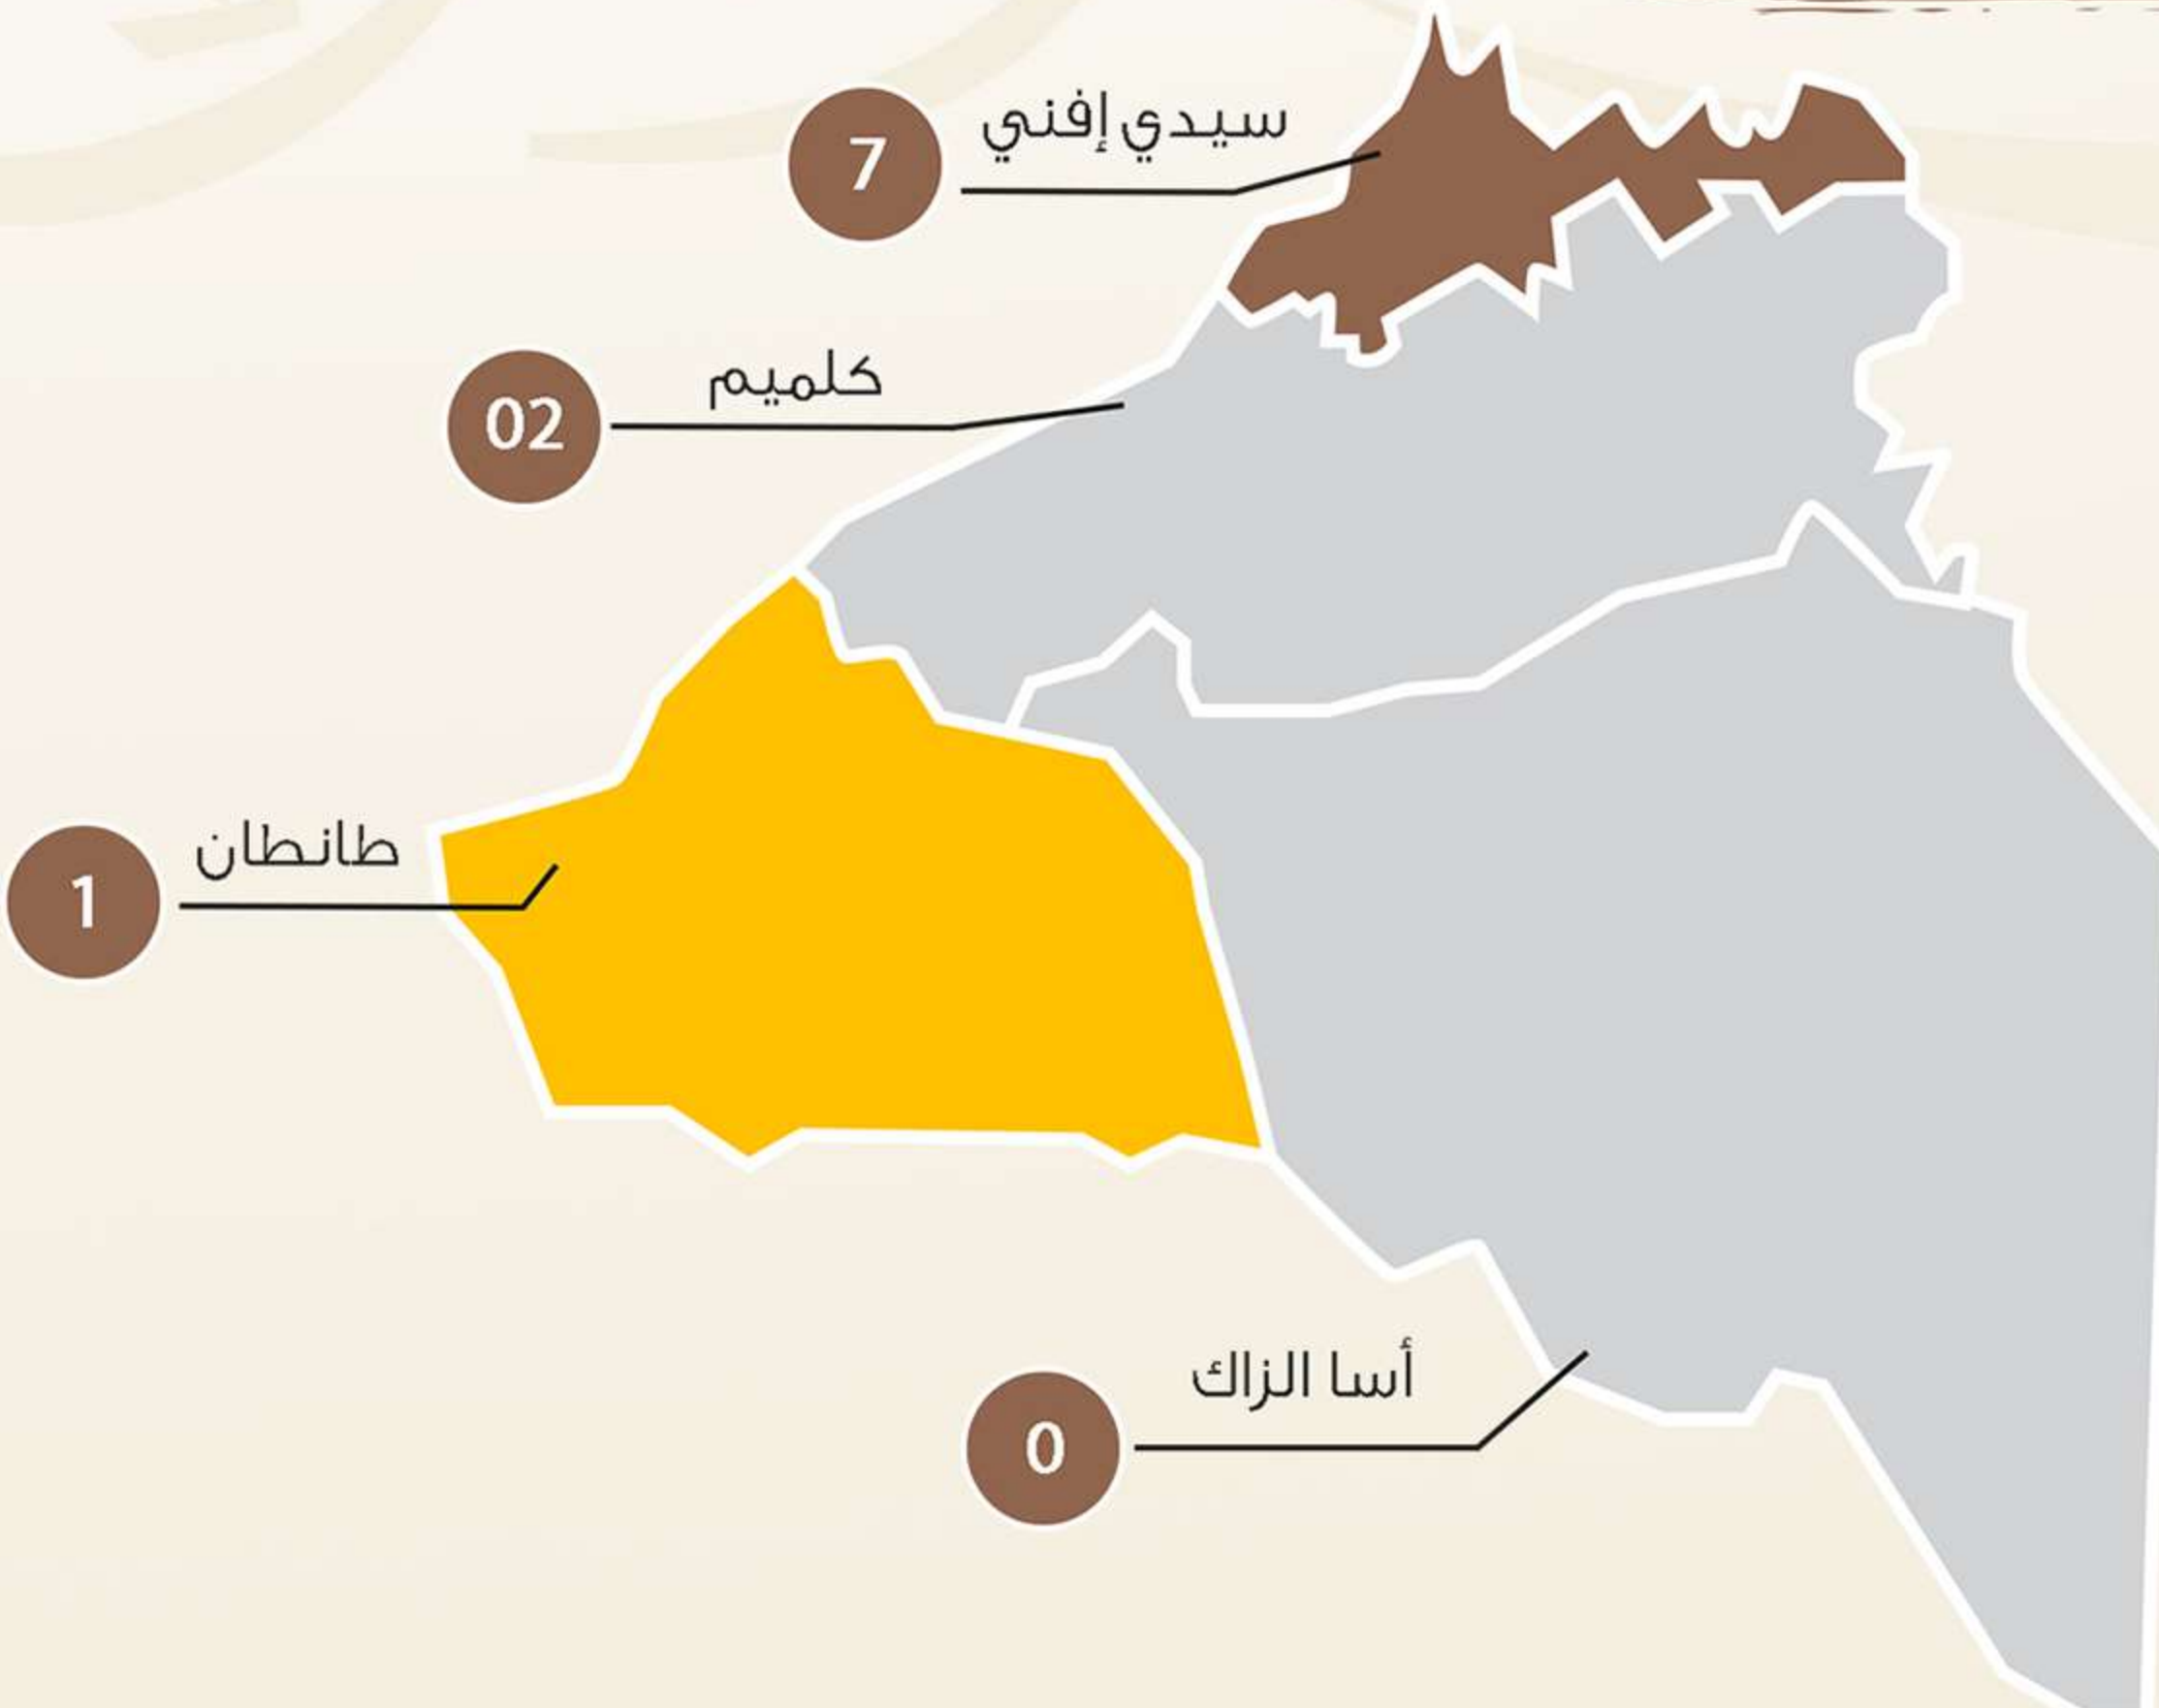 سيدي إفني
7
كلميم
02
طانطان
1
أسا الزاك
0